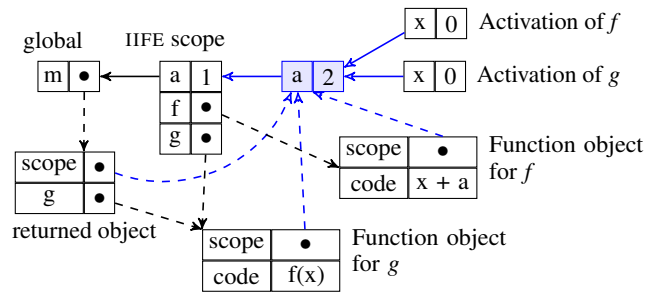 x 0 Activation of f
global IIFE scope
m a 1 a 2 x 0 Activation of g
f
g
scope scope Function object
for f
g code x + a
returned object
scope Function object
for g
code f(x)